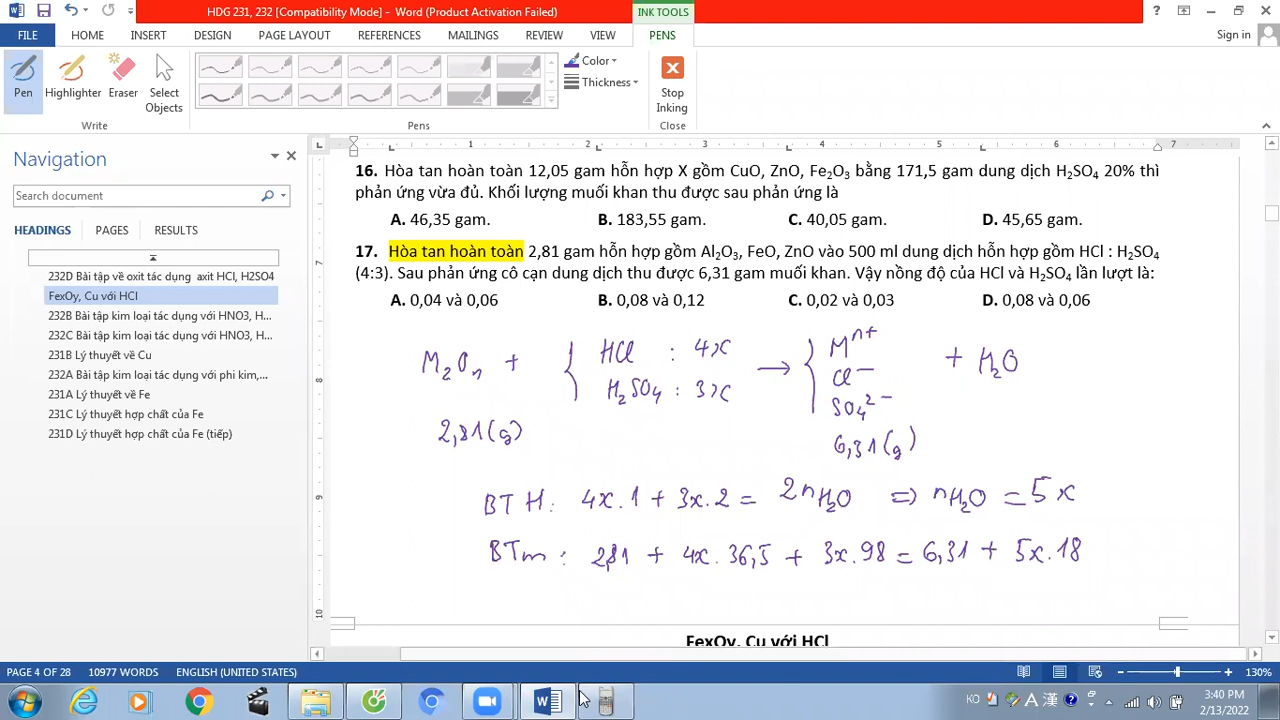 HDG 231, 232 [Compatibility Mode] - Word (Product Activation Failed)
INK TOOLS
FILE HOME INSERT DESIGN PAGE LAYOUT REFERENCES MAILINGS REVIEW VIEW PENS
Sign in
Pen Highlighter Eraser Select Objects
Color
Thickness
Stop Inking
Write Pens Close
Navigation
Search document
HEADINGS PAGES RESULTS
232D Bài tập về oxit tác dụng axit HCl, H2SO4
FexOy, Cu với HCl
232B Bài tập kim loại tác dụng với HNO3, H...
232C Bài tập kim loại tác dụng với HNO3, H...
231B Lý thuyết về Cu
232A Bài tập kim loại tác dụng với phi kim,...
231A Lý thuyết về Fe
231C Lý thuyết hợp chất của Fe
231D Lý thuyết hợp chất của Fe (tiếp)
1 2 3 4 5 6 7
7
8
9
10
16. Hòa tan hoàn toàn 12,05 gam hỗn hợp X gồm CuO, ZnO, Fe₂O₃ bằng 171,5 gam dung dịch H₂SO₄ 20% thì
phản ứng vừa đủ. Khối lượng muối khan thu được sau phản ứng là
A. 46,35 gam. B. 183,55 gam. C. 40,05 gam. D. 45,65 gam.
17. Hòa tan hoàn toàn 2,81 gam hỗn hợp gồm Al₂O₃, FeO, ZnO vào 500 ml dung dịch hỗn hợp gồm HCl : H₂SO₄
(4:3). Sau phản ứng cô cạn dung dịch thu được 6,31 gam muối khan. Vậy nồng độ của HCl và H₂SO₄ lần lượt là:
A. 0,04 và 0,06 B. 0,08 và 0,12 C. 0,02 và 0,03 D. 0,08 và 0,06
M₂Oₙ + { HCl : 4x → { Mⁿ⁺ + H₂O
H₂SO₄ : 3x Cl⁻
SO₄²⁻
2,81(g) 6,31(g)
BT H: 4x.1 + 3x.2 = 2nH₂O ⇒ nH₂O = 5x
BTm : 2,81 + 4x.36,5 + 3x.98 = 6,31 + 5x.18
FexOy, Cu với HCl
PAGE 4 OF 28 10977 WORDS ENGLISH (UNITED STATES) 130%
KO A 漢 3:40 PM
2/13/2022